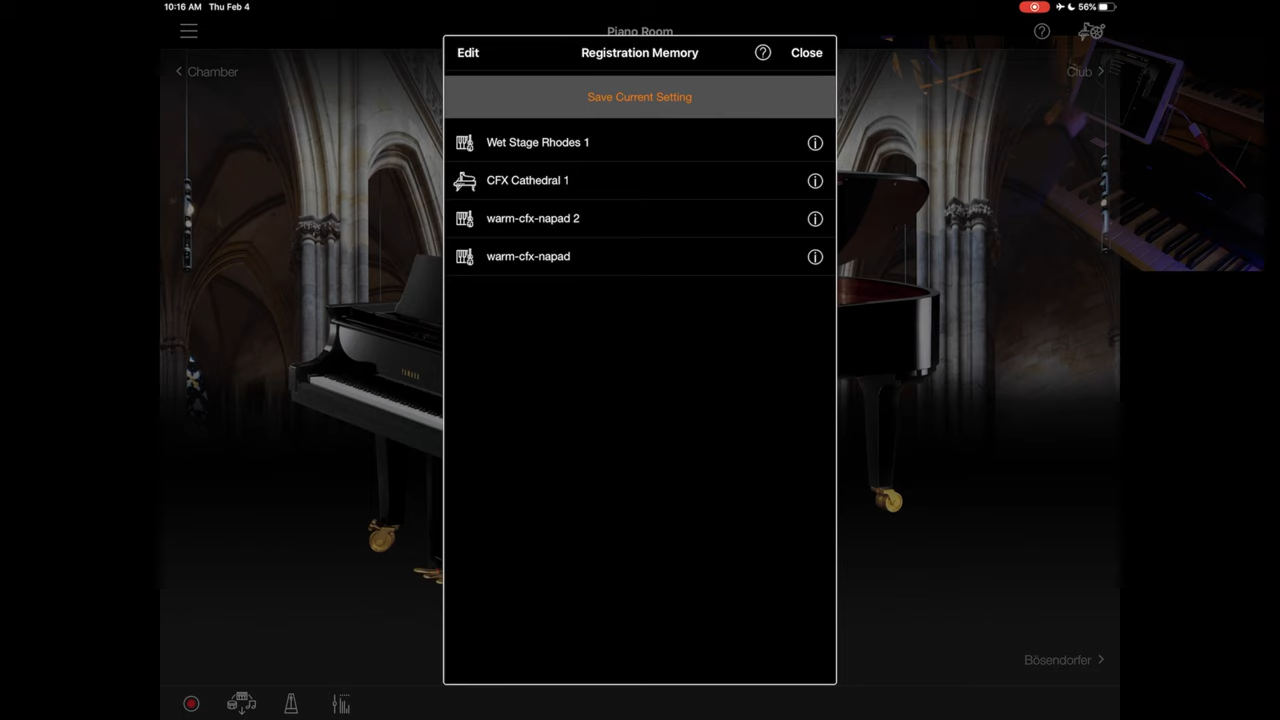 10:16 AM Thu Feb 4
56%
Piano Room
Edit
Registration Memory
?
Close
Chamber
Club
Save Current Setting
Wet Stage Rhodes 1
CFX Cathedral 1
warm-cfx-napad 2
warm-cfx-napad
YAMAHA
Bösendorfer